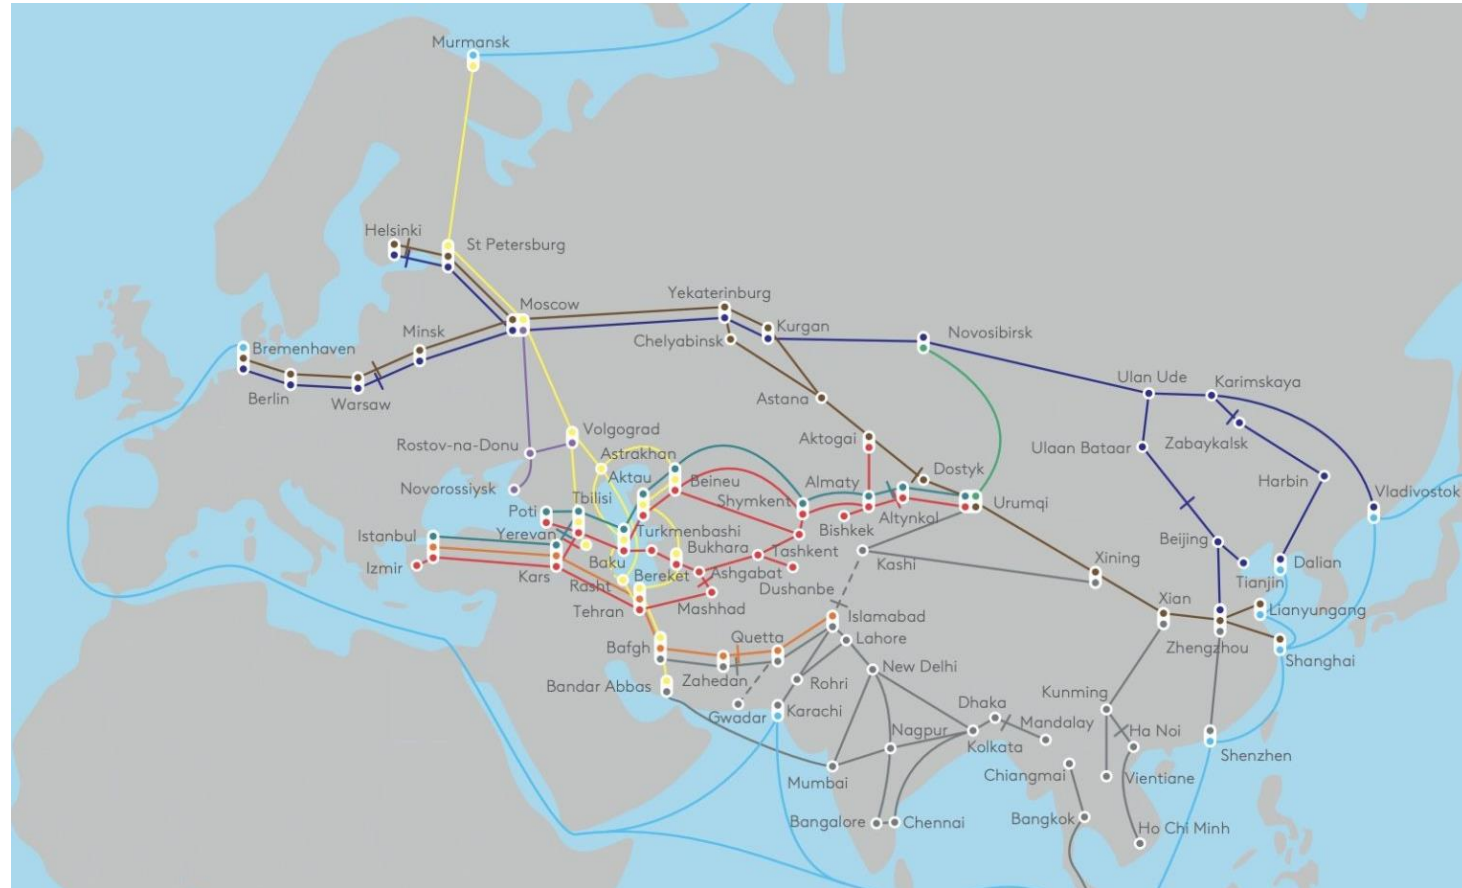 Murmansk
Helsinki
St Petersburg
Moscow
Yekaterinburg
Minsk
Kurgan
Novosibirsk
Chelyabinsk
Bremenhaven
Berlin
Warsaw
Ulan Ude
Karimskaya
Astana
Volgograd
Rostov-na-Donu
Aktogai
Ulaan Bataar
Zabaykalsk
Astrakhan
Aktau
Beineu
Dostyk
Novorossiysk
Tbilisi
Almaty
Harbin
Shymkent
Urumqi
Vladivostok
Poti
Altynkol
Bishkek
Yerevan
Turkmenbashi
Istanbul
Bukhara
Tashkent
Beijing
Baku
Kashi
Xining
Dalian
Izmir
Kars
Rasht
Bereket
Ashgabat
Tianjin
Dushanbe
Tehran
Mashhad
Xian
Lianyungang
Islamabad
Quetta
Lahore
Bafgh
Zhengzhou
Shanghai
Zahedan
New Delhi
Bandar Abbas
Rohri
Kunming
Dhaka
Gwadar
Karachi
Mandalay
Ha Noi
Nagpur
Kolkata
Shenzhen
Chiangmai
Vientiane
Mumbai
Bangalore
Chennai
Bangkok
Ho Chi Minh